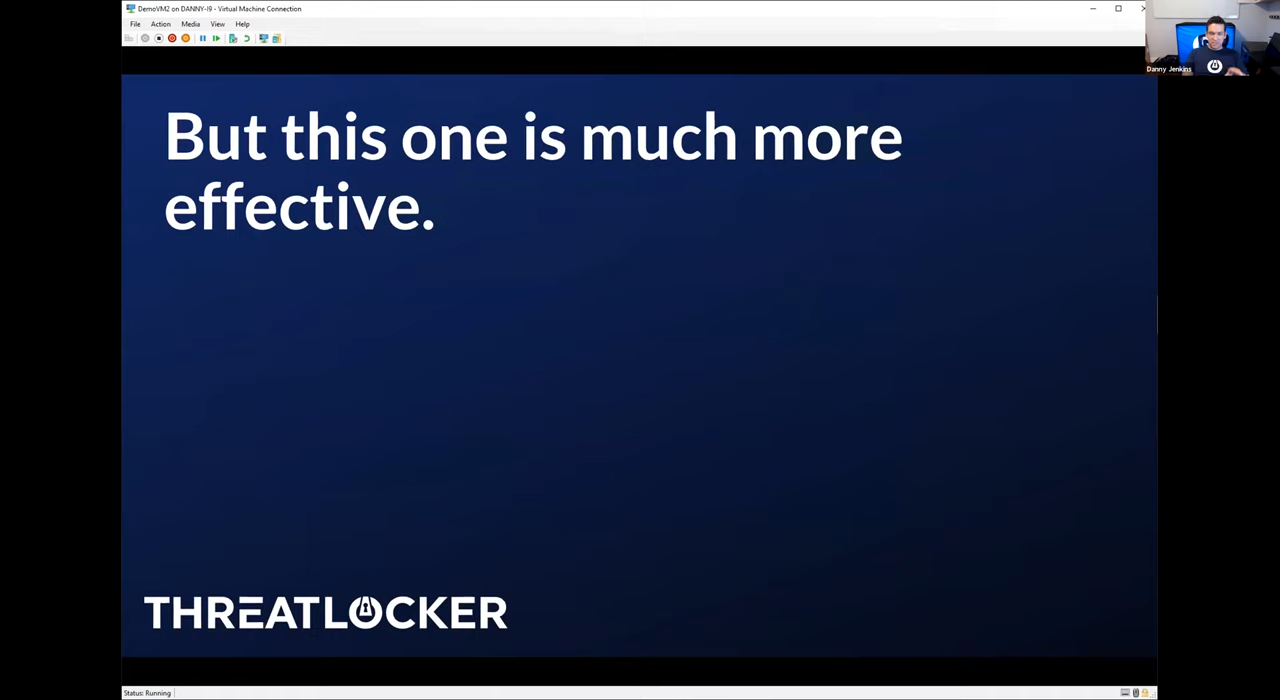 DemoVM2 on DANNY-I9 - Virtual Machine Connection
File Action Media View Help
Danny Jenkins
But this one is much more
effective.
THREATLOCKER
Status: Running